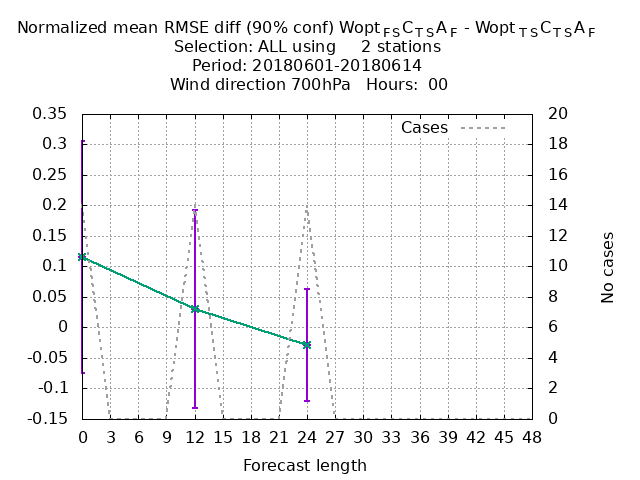 Normalized mean RMSE diff (90% conf) Wopt FS C TS A F - Wopt TS C TS A F
Selection: ALL using 2 stations
Period: 20180601-20180614
Wind direction 700hPa Hours: 00
Cases
0.35
0.3
0.25
0.2
0.15
0.1
0.05
0
-0.05
-0.1
-0.15
20
18
16
14
12
10
8
6
4
2
0
No cases
0 3 6 9 12 15 18 21 24 27 30 33 36 39 42 45 48
Forecast length